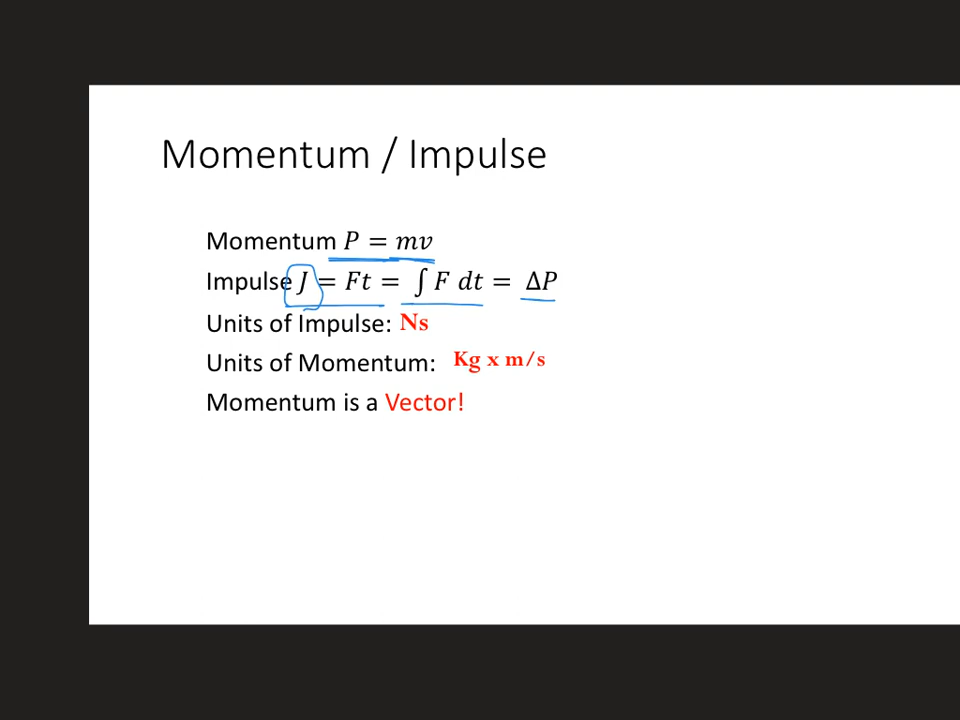 Momentum / Impulse
Momentum P = mv
Impulse J = Ft = ∫ F dt = ΔP
Units of Impulse: Ns
Units of Momentum: Kg x m/s
Momentum is a Vector!